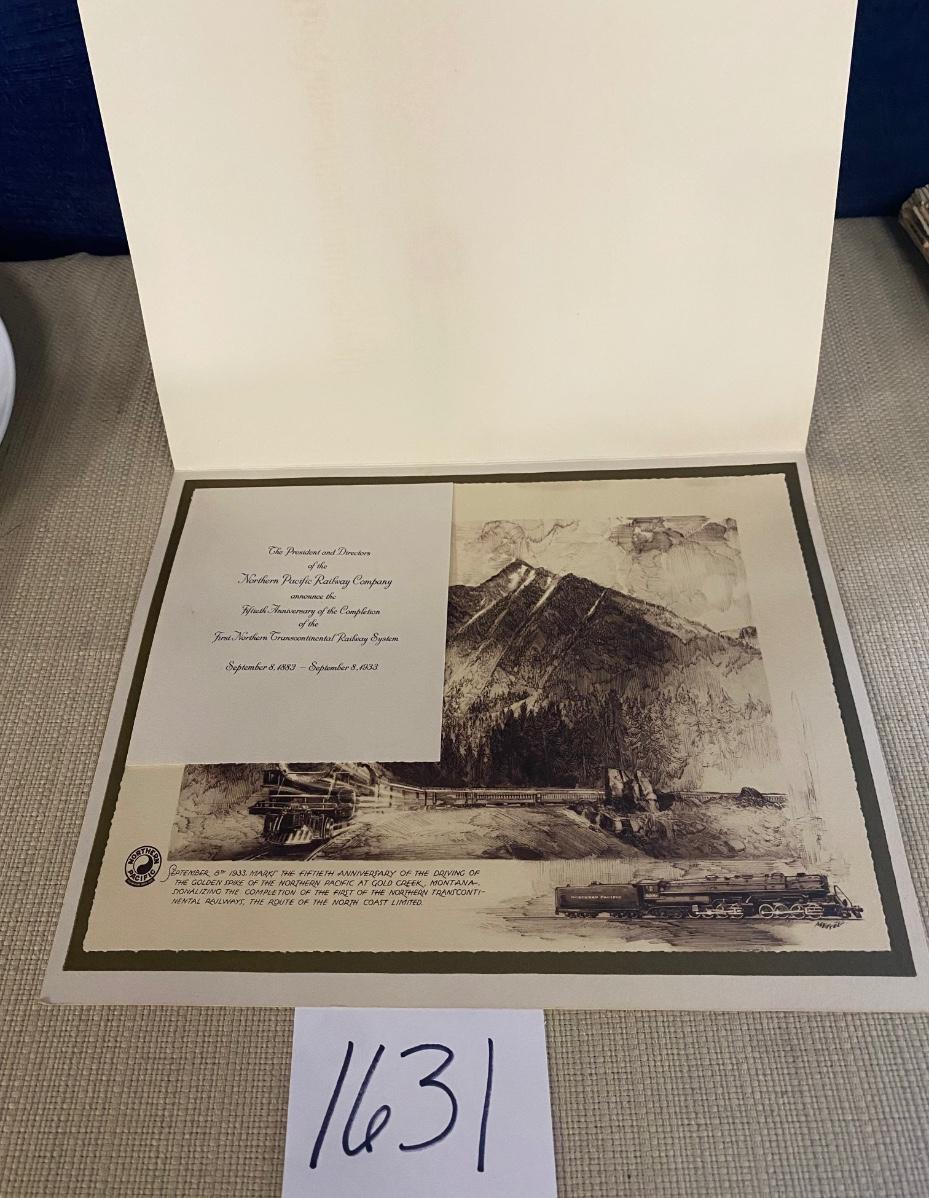 The President and Directors
of the
Northern Pacific Railway Company
announce the
Fiftieth Anniversary of the Completion
of the
First Northern Transcontinental Railway System
September 8, 1883 – September 8, 1933
NORTHERN
PACIFIC
SEPTEMBER 8TH 1933, MARKS THE FIFTIETH ANNIVERSARY OF THE DRIVING OF
THE GOLDEN SPIKE OF THE NORTHERN PACIFIC AT GOLD CREEK, MONTANA,
SIGNALIZING THE COMPLETION OF THE FIRST OF THE NORTHERN TRANSCONTI-
NENTAL RAILWAYS, THE ROUTE OF THE NORTH COAST LIMITED.
NORTHERN PACIFIC
1631